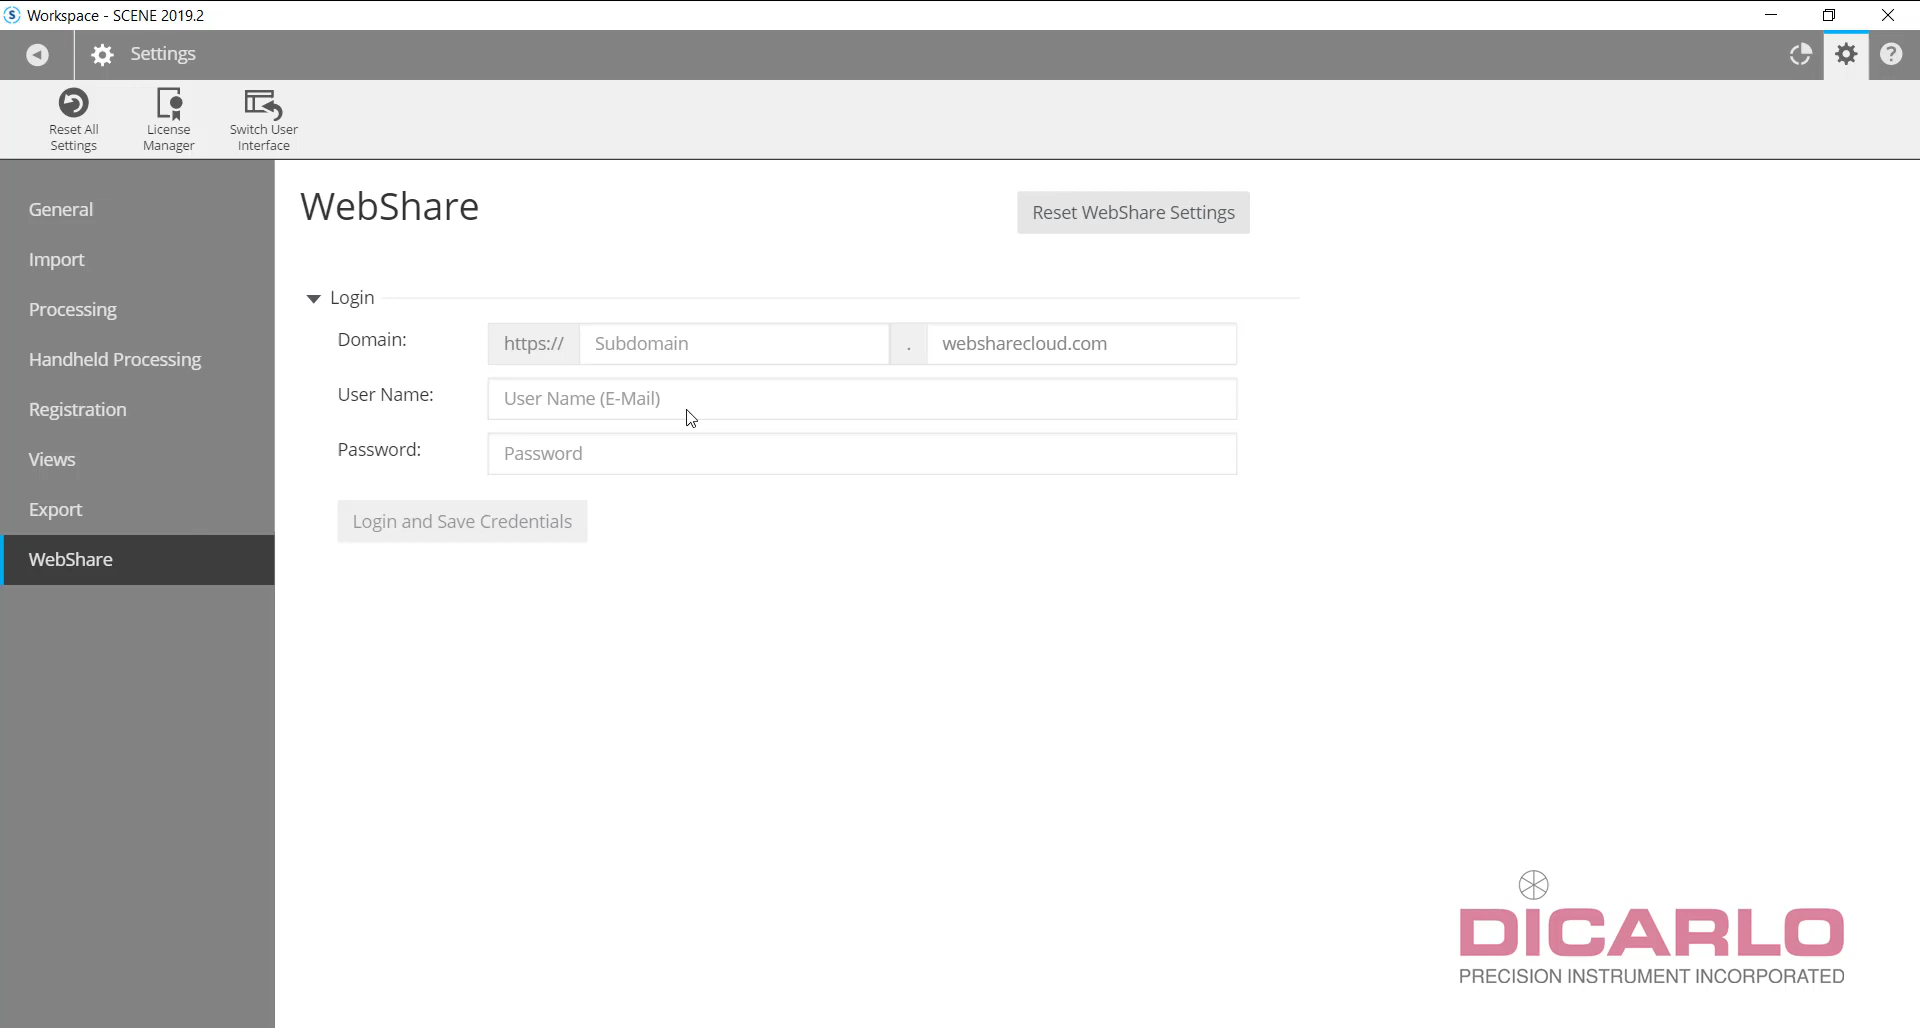 Workspace - SCENE 2019.2
Settings
?
Reset All
Settings
License
Manager
Switch User
Interface
General
Import
Processing
Handheld Processing
Registration
Views
Export
WebShare
WebShare
Reset WebShare Settings
Login
Domain: https:// Subdomain . websharecloud.com
User Name: User Name (E-Mail)
Password: Password
Login and Save Credentials
DICARLO
PRECISION INSTRUMENT INCORPORATED